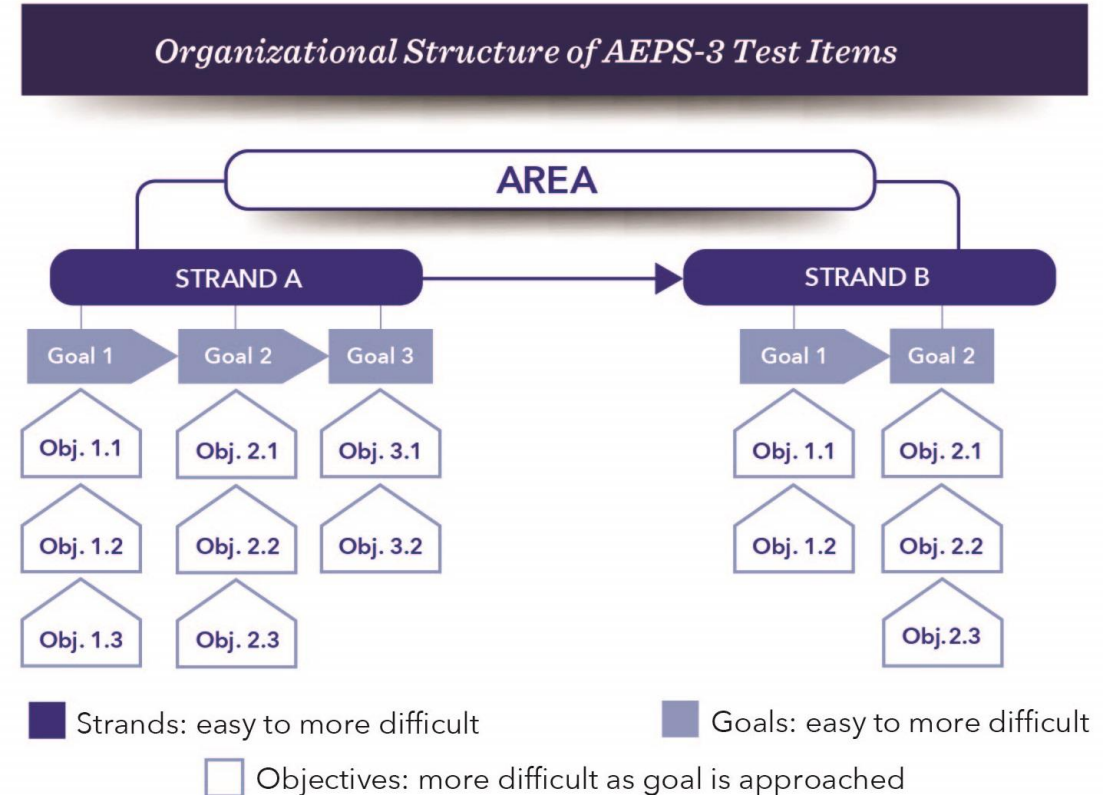 Organizational Structure of AEPS-3 Test Items
AREA
STRAND A
STRAND B
Goal 1
Goal 2
Goal 3
Goal 1
Goal 2
Obj. 1.1
Obj. 2.1
Obj. 3.1
Obj. 1.1
Obj. 2.1
Obj. 1.2
Obj. 2.2
Obj. 3.2
Obj. 1.2
Obj. 2.2
Obj. 1.3
Obj. 2.3
Obj.2.3
Strands: easy to more difficult
Goals: easy to more difficult
Objectives: more difficult as goal is approached